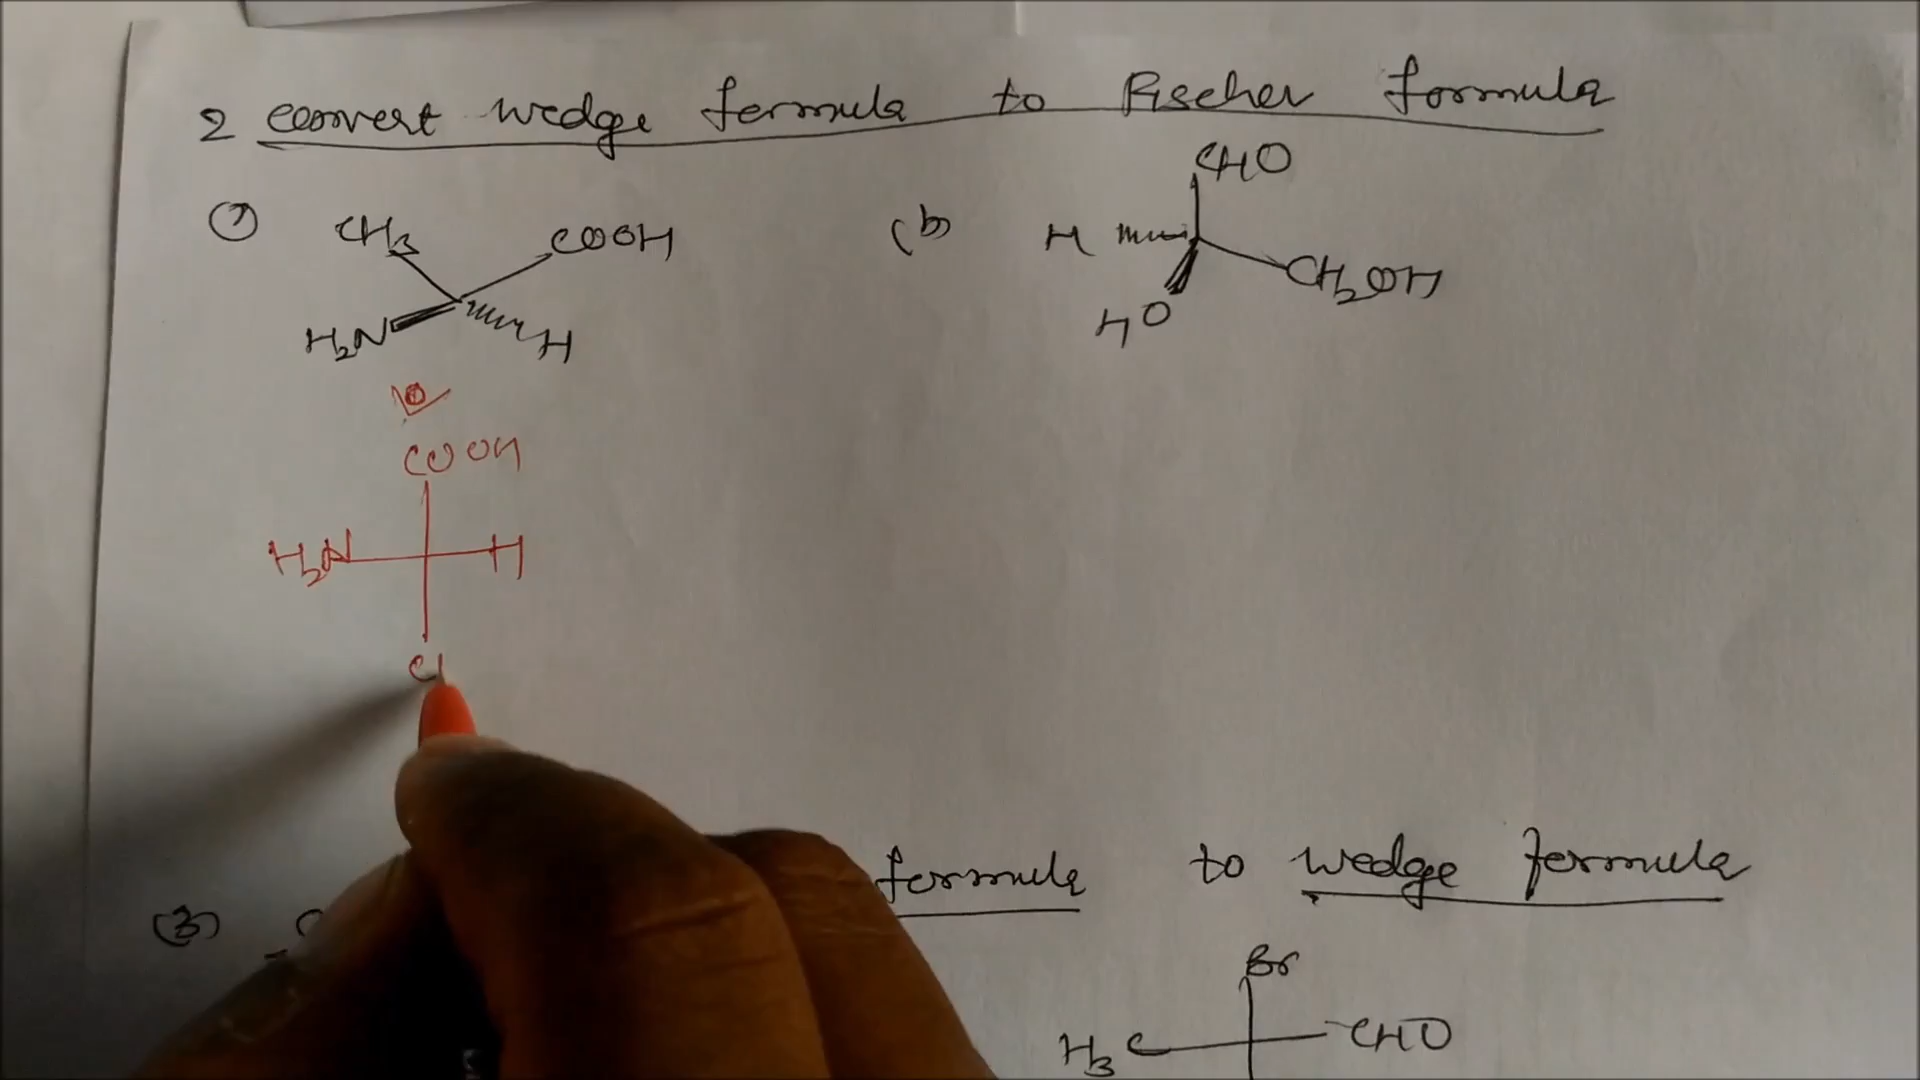 2 convert wedge formula to Fischer formula
CHO
CH3 COOH (b) H
H2N H HO CH2OH
COOH
H2N H
formula to wedge formula
(3)
Br
H3C CHO